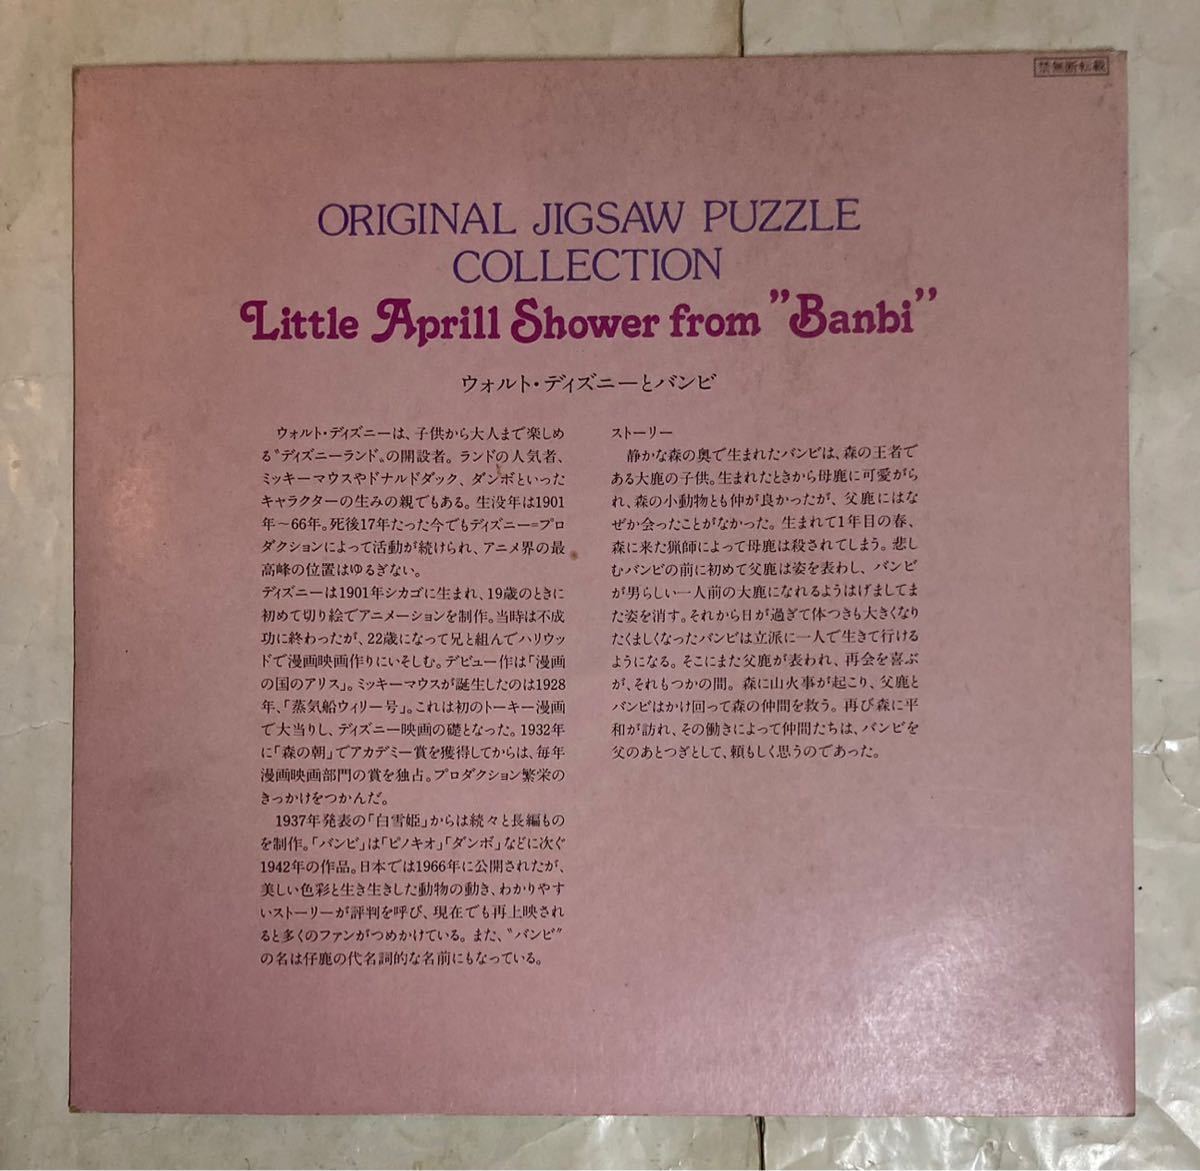 禁無断転載
ORIGINAL JIGSAW PUZZLE
COLLECTION
Little Aprill Shower from "Banbi"
ウォルト・ディズニーとバンビ
ウォルト・ディズニーは、子供から大人まで楽しめ
る“ディズニーランド”の開設者。ランドの人気者、
ミッキーマウスやドナルドダック、ダンボといった
キャラクターの生みの親でもある。生没年は1901
年〜66年。死後17年たった今でもディズニー=プロ
ダクションによって活動が続けられ、アニメ界の最
高峰の位置はゆるぎない。
ディズニーは1901年シカゴに生まれ、19歳のときに
初めて切り絵でアニメーションを制作。当時は不成
功に終わったが、22歳になって兄と組んでハリウッ
ドで漫画映画作りにいそしむ。デビュー作は「漫画
の国のアリス」。ミッキーマウスが誕生したのは1928
年、「蒸気船ウィリー号」。これは初のトーキー漫画
で大当りし、ディズニー映画の礎となった。1932年
に「森の朝」でアカデミー賞を獲得してからは、毎年
漫画映画部門の賞を独占。プロダクション繁栄の
きっかけをつかんだ。
1937年発表の「白雪姫」からは続々と長編もの
を制作。「バンビ」は「ピノキオ」「ダンボ」などに次ぐ
1942年の作品。日本では1966年に公開されたが、
美しい色彩と生き生きした動物の動き、わかりやす
いストーリーが評判を呼び、現在でも再上映され
ると多くのファンがつめかけている。また、“バンビ”
の名は仔鹿の代名詞的な名前にもなっている。
ストーリー
静かな森の奥で生まれたバンビは、森の王者で
ある大鹿の子供。生まれたときから母鹿に可愛がら
れ、森の小動物とも仲が良かったが、父鹿にはな
ぜか会ったことがなかった。生まれて1年目の春、
森に来た猟師によって母鹿は殺されてしまう。悲し
むバンビの前に初めて父鹿は姿を表わし、バンビ
が男らしい一人前の大鹿になれるようはげましてま
た姿を消す。それから日が過ぎて体つきも大きくなり
たくましくなったバンビは立派に一人で生きて行ける
ようになる。そこにまた父鹿が表われ、再会を喜ぶ
が、それもつかの間。森に山火事が起こり、父鹿と
バンビはかけ回って森の仲間を救う。再び森に平
和が訪れ、その働きによって仲間たちは、バンビを
父のあとつぎとして、頼もしく思うのであった。